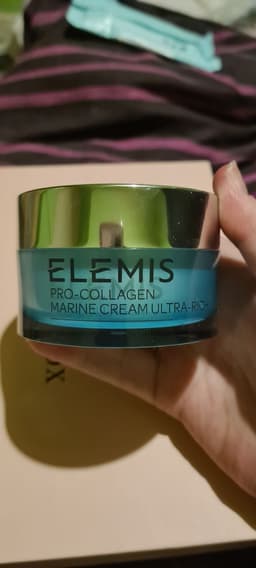 ELEMIS
PRO-COLLAGEN
MARINE CREAM ULTRA-RICH